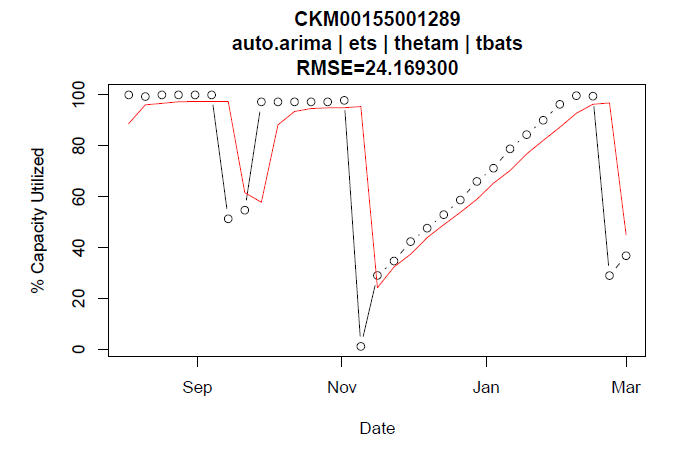 CKM00155001289
auto.arima | ets | thetam | tbats
RMSE=24.169300
% Capacity Utilized
100
80
60
40
20
0
Sep Nov Jan Mar
Date